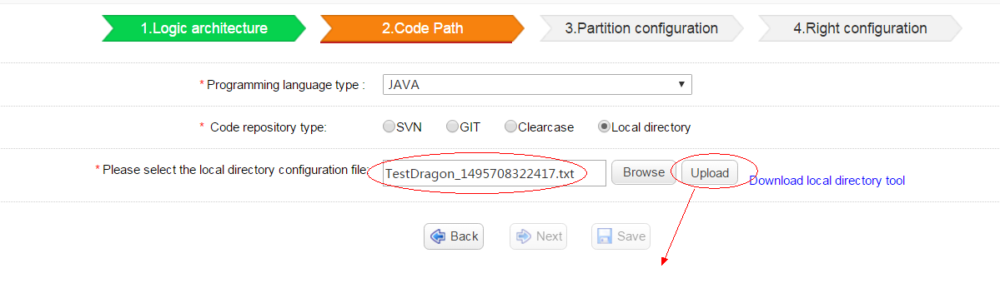 1.Logic architecture 2.Code Path 3.Partition configuration 4.Right configuration
* Programming language type : JAVA
* Code repository type: SVN GIT Clearcase Local directory
* Please select the local directory configuration file: TestDragon_1495708322417.txt Browse Upload Download local directory tool
Back Next Save